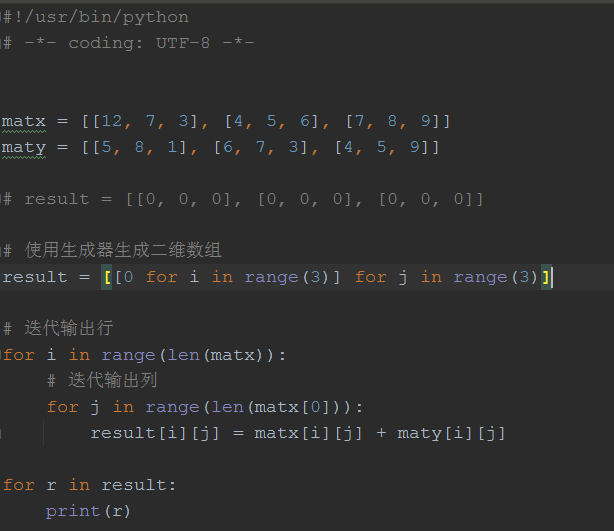 #!/usr/bin/python
# -*- coding: UTF-8 -*-
matx = [[12, 7, 3], [4, 5, 6], [7, 8, 9]]
maty = [[5, 8, 1], [6, 7, 3], [4, 5, 9]]
# result = [[0, 0, 0], [0, 0, 0], [0, 0, 0]]
# 使用生成器生成二维数组
result = [[0 for i in range(3)] for j in range(3)]
# 迭代输出行
for i in range(len(matx)):
    # 迭代输出列
    for j in range(len(matx[0])):
        result[i][j] = matx[i][j] + maty[i][j]
for r in result:
    print(r)